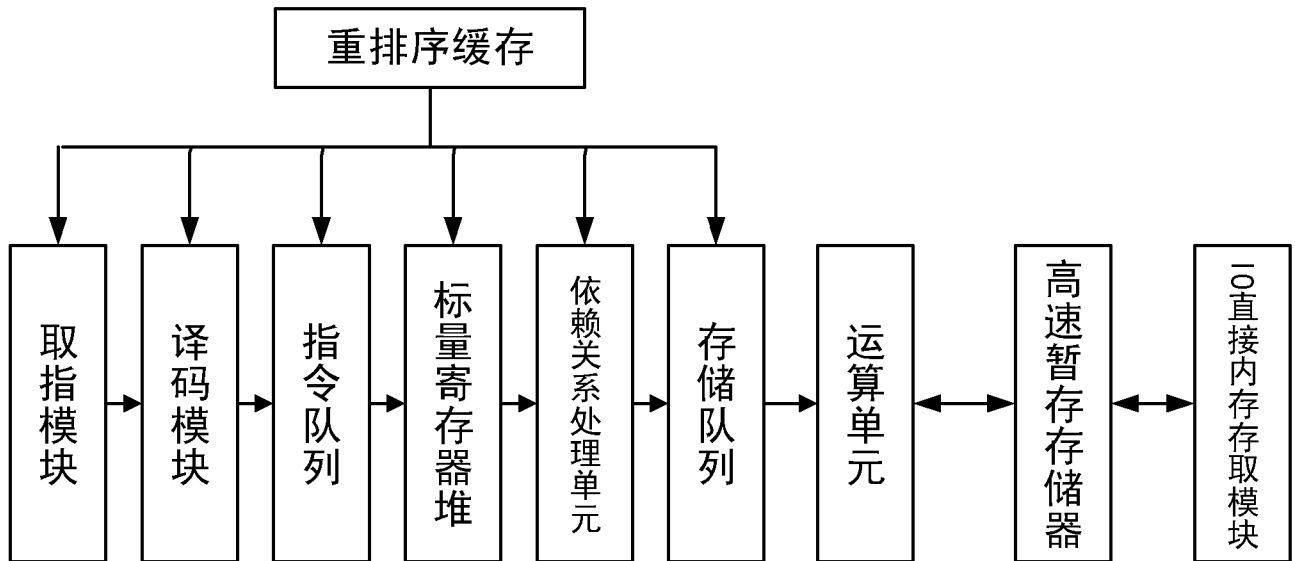 重排序缓存
取指模块
译码模块
指令队列
标量寄存器堆
依赖关系处理单元
存储队列
运算单元
高速暂存存储器
IO直接内存存取模块